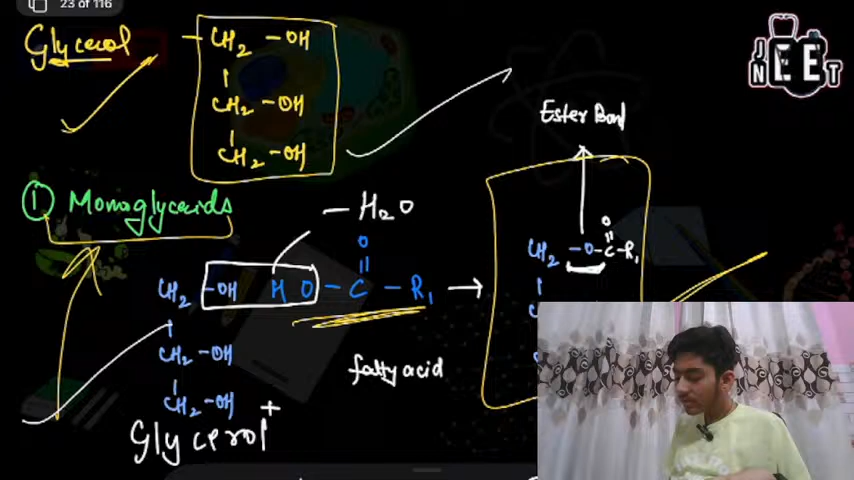 23 of 116
JEE
NEET
Glycerol
CH2 - OH
CH2 - OH
CH2 - OH
Ester Bond
① Monoglycerids
- H2O
O
CH2 - OH H O - C - R1 →
CH2 - OH
CH2 - OH
fatty acid
Glycerol +
O
CH2 - O - C - R1